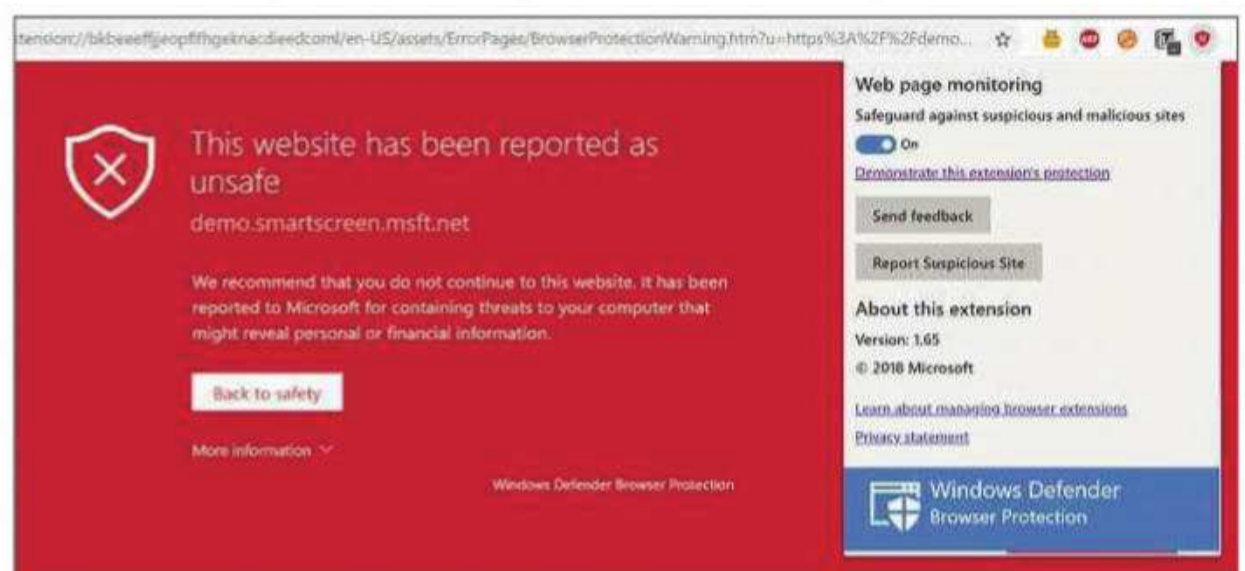 tension://bkbeeeffjjeopflfhgeknacdieedcoml/en-US/assets/ErrorPages/BrowserProtectionWarning.htm?u=https%3A%2F%2Fdemo...
This website has been reported as
unsafe
demo.smartscreen.msft.net
We recommend that you do not continue to this website. It has been
reported to Microsoft for containing threats to your computer that
might reveal personal or financial information.
Back to safety
More information
Windows Defender Browser Protection
Web page monitoring
Safeguard against suspicious and malicious sites
On
Demonstrate this extension's protection
Send feedback
Report Suspicious Site
About this extension
Version: 1.65
© 2018 Microsoft
Learn about managing browser extensions
Privacy statement
Windows Defender
Browser Protection